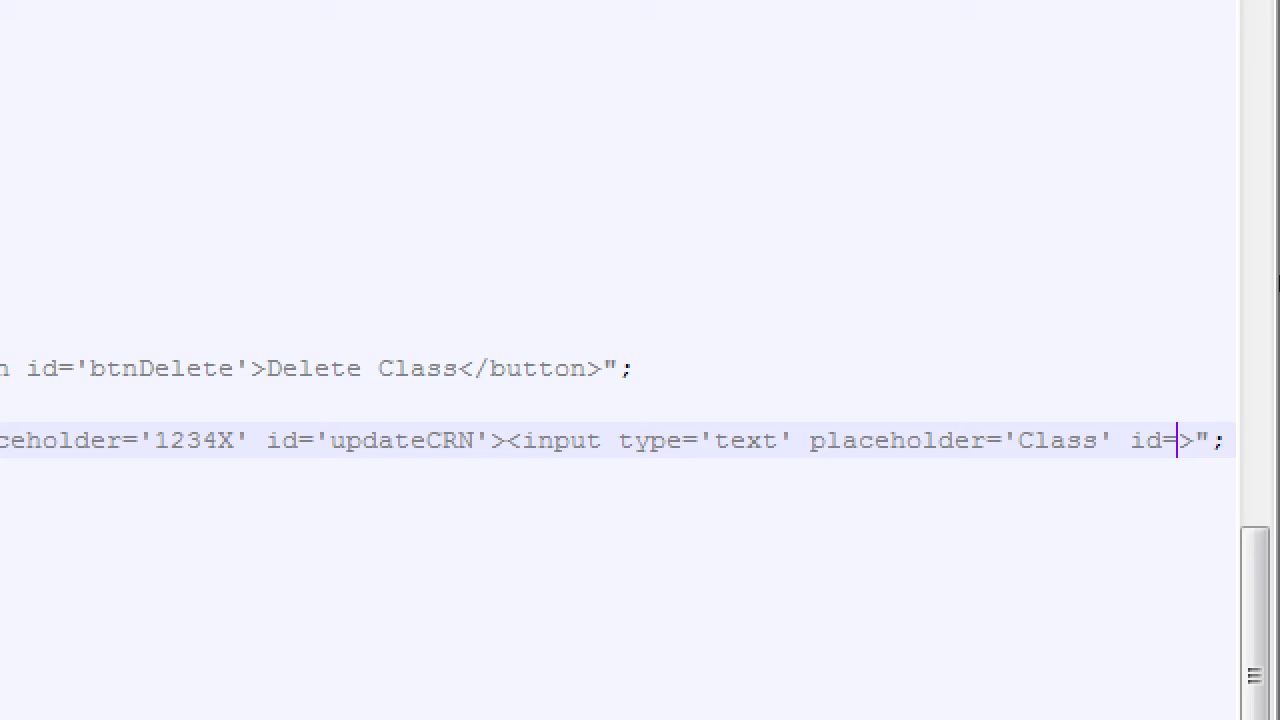 id='btnDelete'>Delete Class</button>";
ceholder='1234X' id='updateCRN'><input type='text' placeholder='Class' id=>";